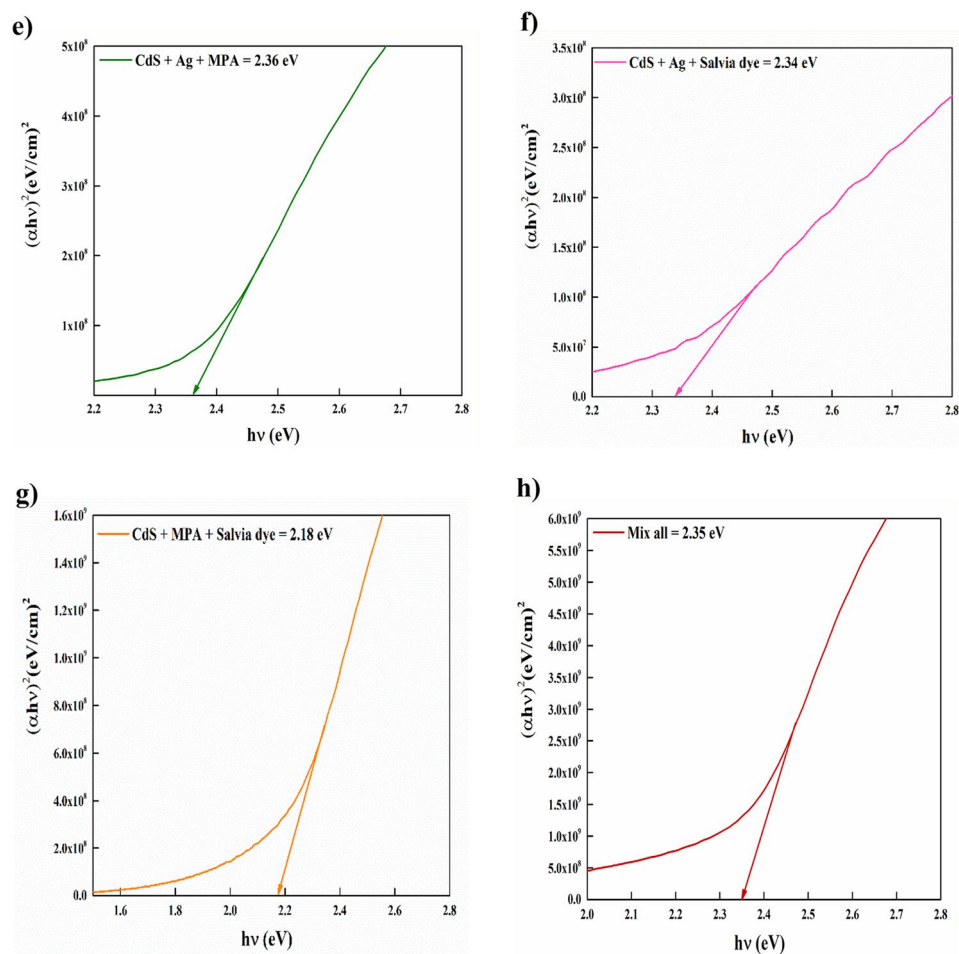 e)
CdS + Ag + MPA = 2.36 eV
5x10⁸
4x10⁸
3x10⁸
2x10⁸
1x10⁸
(αhν)²(eV/cm)²
2.2 2.3 2.4 2.5 2.6 2.7 2.8
hν (eV)
f)
CdS + Ag + Salvia dye = 2.34 eV
3.5x10⁸
3.0x10⁸
2.5x10⁸
2.0x10⁸
1.5x10⁸
1.0x10⁸
5.0x10⁷
0.0
(αhν)²(eV/cm)²
2.2 2.3 2.4 2.5 2.6 2.7 2.8
hν (eV)
g)
CdS + MPA + Salvia dye = 2.18 eV
1.6x10⁹
1.4x10⁹
1.2x10⁹
1.0x10⁹
8.0x10⁸
6.0x10⁸
4.0x10⁸
2.0x10⁸
0.0
(αhν)²(eV/cm)²
1.6 1.8 2.0 2.2 2.4 2.6 2.8
hν (eV)
h)
Mix all = 2.35 eV
6.0x10⁹
5.5x10⁹
5.0x10⁹
4.5x10⁹
4.0x10⁹
3.5x10⁹
3.0x10⁹
2.5x10⁹
2.0x10⁹
1.5x10⁹
1.0x10⁹
5.0x10⁸
0.0
(αhν)²(eV/cm)²
2.0 2.1 2.2 2.3 2.4 2.5 2.6 2.7 2.8
hν (eV)